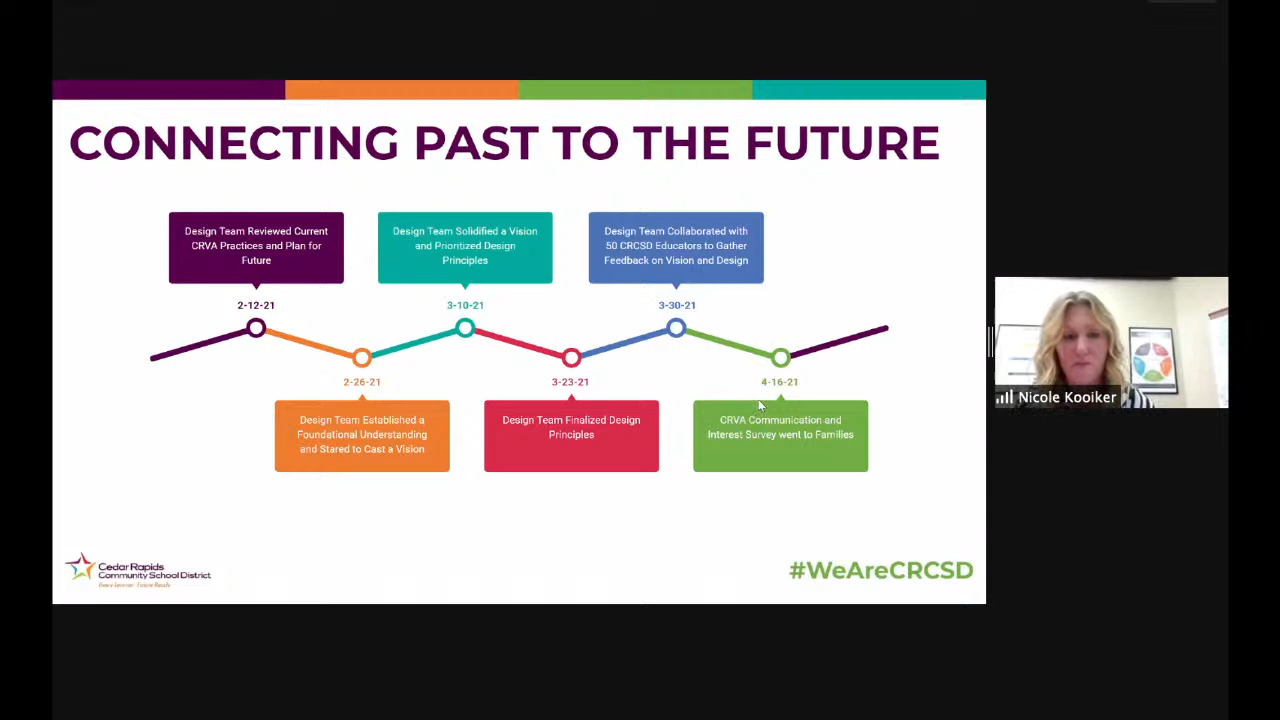 CONNECTING PAST TO THE FUTURE
Design Team Reviewed Current
CRVA Practices and Plan for
Future
2-12-21
Design Team Solidified a Vision
and Prioritized Design
Principles
3-10-21
Design Team Collaborated with
50 CRCSD Educators to Gather
Feedback on Vision and Design
3-30-21
2-26-21
Design Team Established a
Foundational Understanding
and Stared to Cast a Vision
3-23-21
Design Team Finalized Design
Principles
4-16-21
CRVA Communication and
Interest Survey went to Families
Nicole Kooiker
Cedar Rapids
Community School District
Every Learner. Future Ready.
#WeAreCRCSD